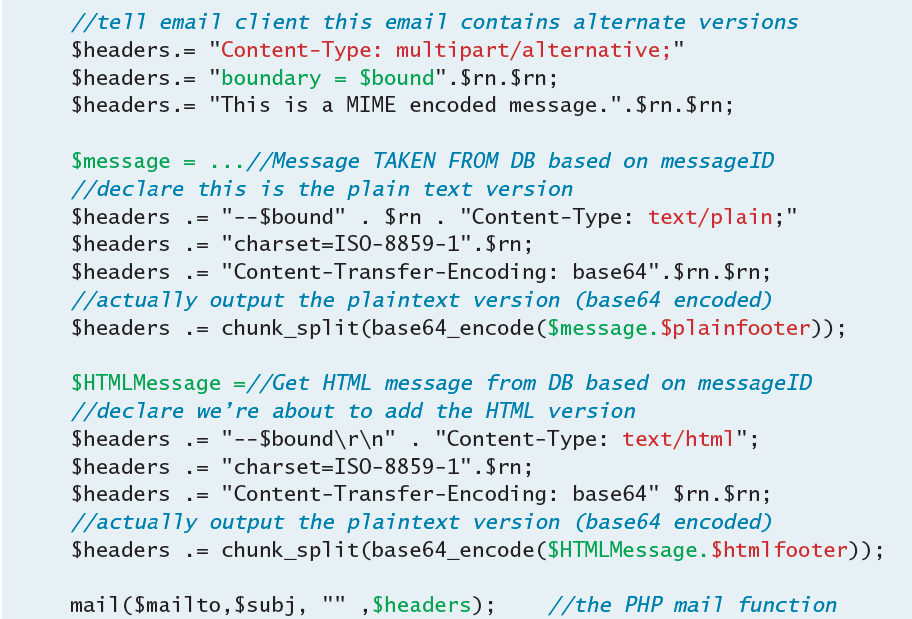 //tell email client this email contains alternate versions
$headers.= "Content-Type: multipart/alternative;"
$headers.= "boundary = $bound".$rn.$rn;
$headers.= "This is a MIME encoded message.".$rn.$rn;
$message = ...//Message TAKEN FROM DB based on messageID
//declare this is the plain text version
$headers .= "--$bound" . $rn . "Content-Type: text/plain;"
$headers .= "charset=ISO-8859-1".$rn;
$headers .= "Content-Transfer-Encoding: base64".$rn.$rn;
//actually output the plaintext version (base64 encoded)
$headers .= chunk_split(base64_encode($message.$plainfooter));
$HTMLMessage =//Get HTML message from DB based on messageID
//declare we’re about to add the HTML version
$headers .= "--$bound\r\n" . "Content-Type: text/html";
$headers .= "charset=ISO-8859-1".$rn;
$headers .= "Content-Transfer-Encoding: base64" $rn.$rn;
//actually output the plaintext version (base64 encoded)
$headers .= chunk_split(base64_encode($HTMLMessage.$htmlfooter));
mail($mailto,$subj, "" ,$headers); //the PHP mail function